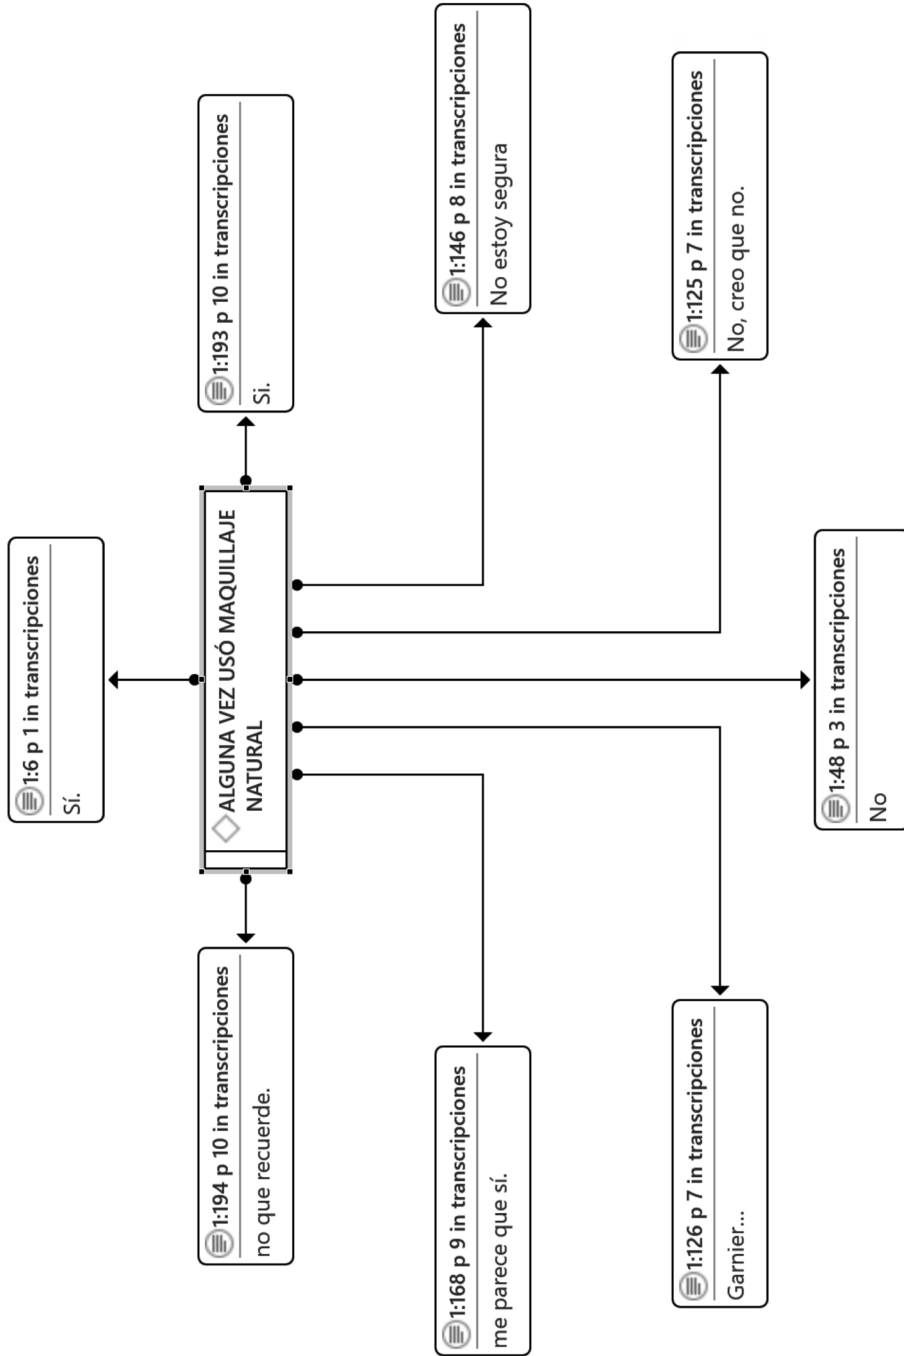 1:6 p 1 in transcripciones
Sí.
1:194 p 10 in transcripciones
no que recuerde.
ALGUNA VEZ USÓ MAQUILLAJE
NATURAL
1:193 p 10 in transcripciones
Si.
1:168 p 9 in transcripciones
me parece que sí.
1:146 p 8 in transcripciones
No estoy segura
1:126 p 7 in transcripciones
Garnier...
1:125 p 7 in transcripciones
No, creo que no.
1:48 p 3 in transcripciones
No